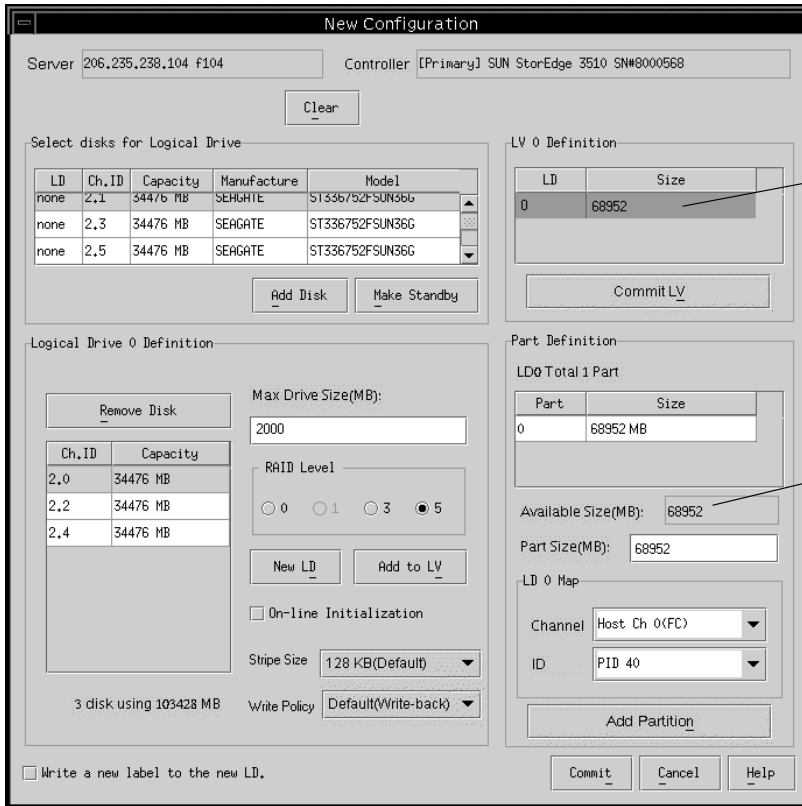 New Configuration
Server 206.235.238.104 f104 Controller [Primary] SUN StorEdge 3510 SN#8000568
Clear
Select disks for Logical Drive
LD Ch.ID Capacity Manufacture Model
none 2.1 34476 MB SEAGATE ST336752FSUN36G
none 2.3 34476 MB SEAGATE ST336752FSUN36G
none 2.5 34476 MB SEAGATE ST336752FSUN36G
Add Disk Make Standby
LV 0 Definition
LD Size
0 68952
Commit LV
Logical Drive 0 Definition
Remove Disk
Ch.ID Capacity
2.0 34476 MB
2.2 34476 MB
2.4 34476 MB
3 disk using 103428 MB
Max Drive Size(MB):
2000
RAID Level
0 1 3 5
New LD Add to LV
On-line Initialization
Stripe Size 128 KB(Default)
Write Policy Default(Write-back)
Part Definition
LD0 Total 1 Part
Part Size
0 68952 MB
Available Size(MB): 68952
Part Size(MB): 68952
LD 0 Map
Channel Host Ch 0(FC)
ID PID 40
Add Partition
Write a new label to the new LD.
Commit Cancel Help